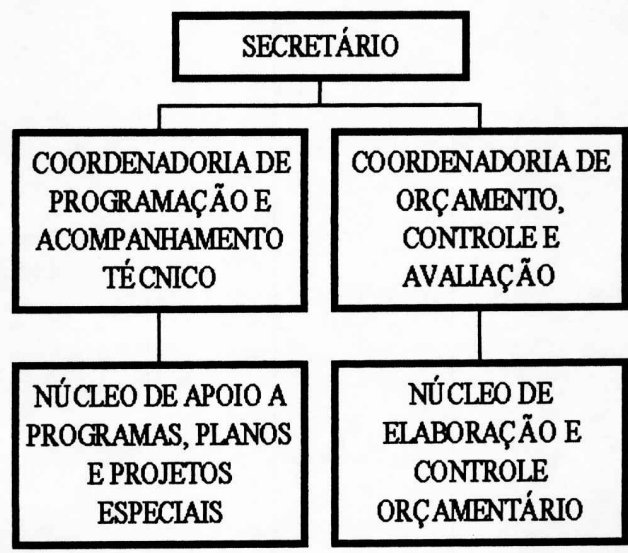 SECRETÁRIO
COORDENADORIA DE
PROGRAMAÇÃO E
ACOMPANHAMENTO
TÉCNICO
COORDENADORIA DE
ORÇAMENTO,
CONTROLE E
AVALIAÇÃO
NÚCLEO DE APOIO A
PROGRAMAS, PLANOS
E PROJETOS
ESPECIAIS
NÚCLEO DE
ELABORAÇÃO E
CONTROLE
ORÇAMENTÁRIO